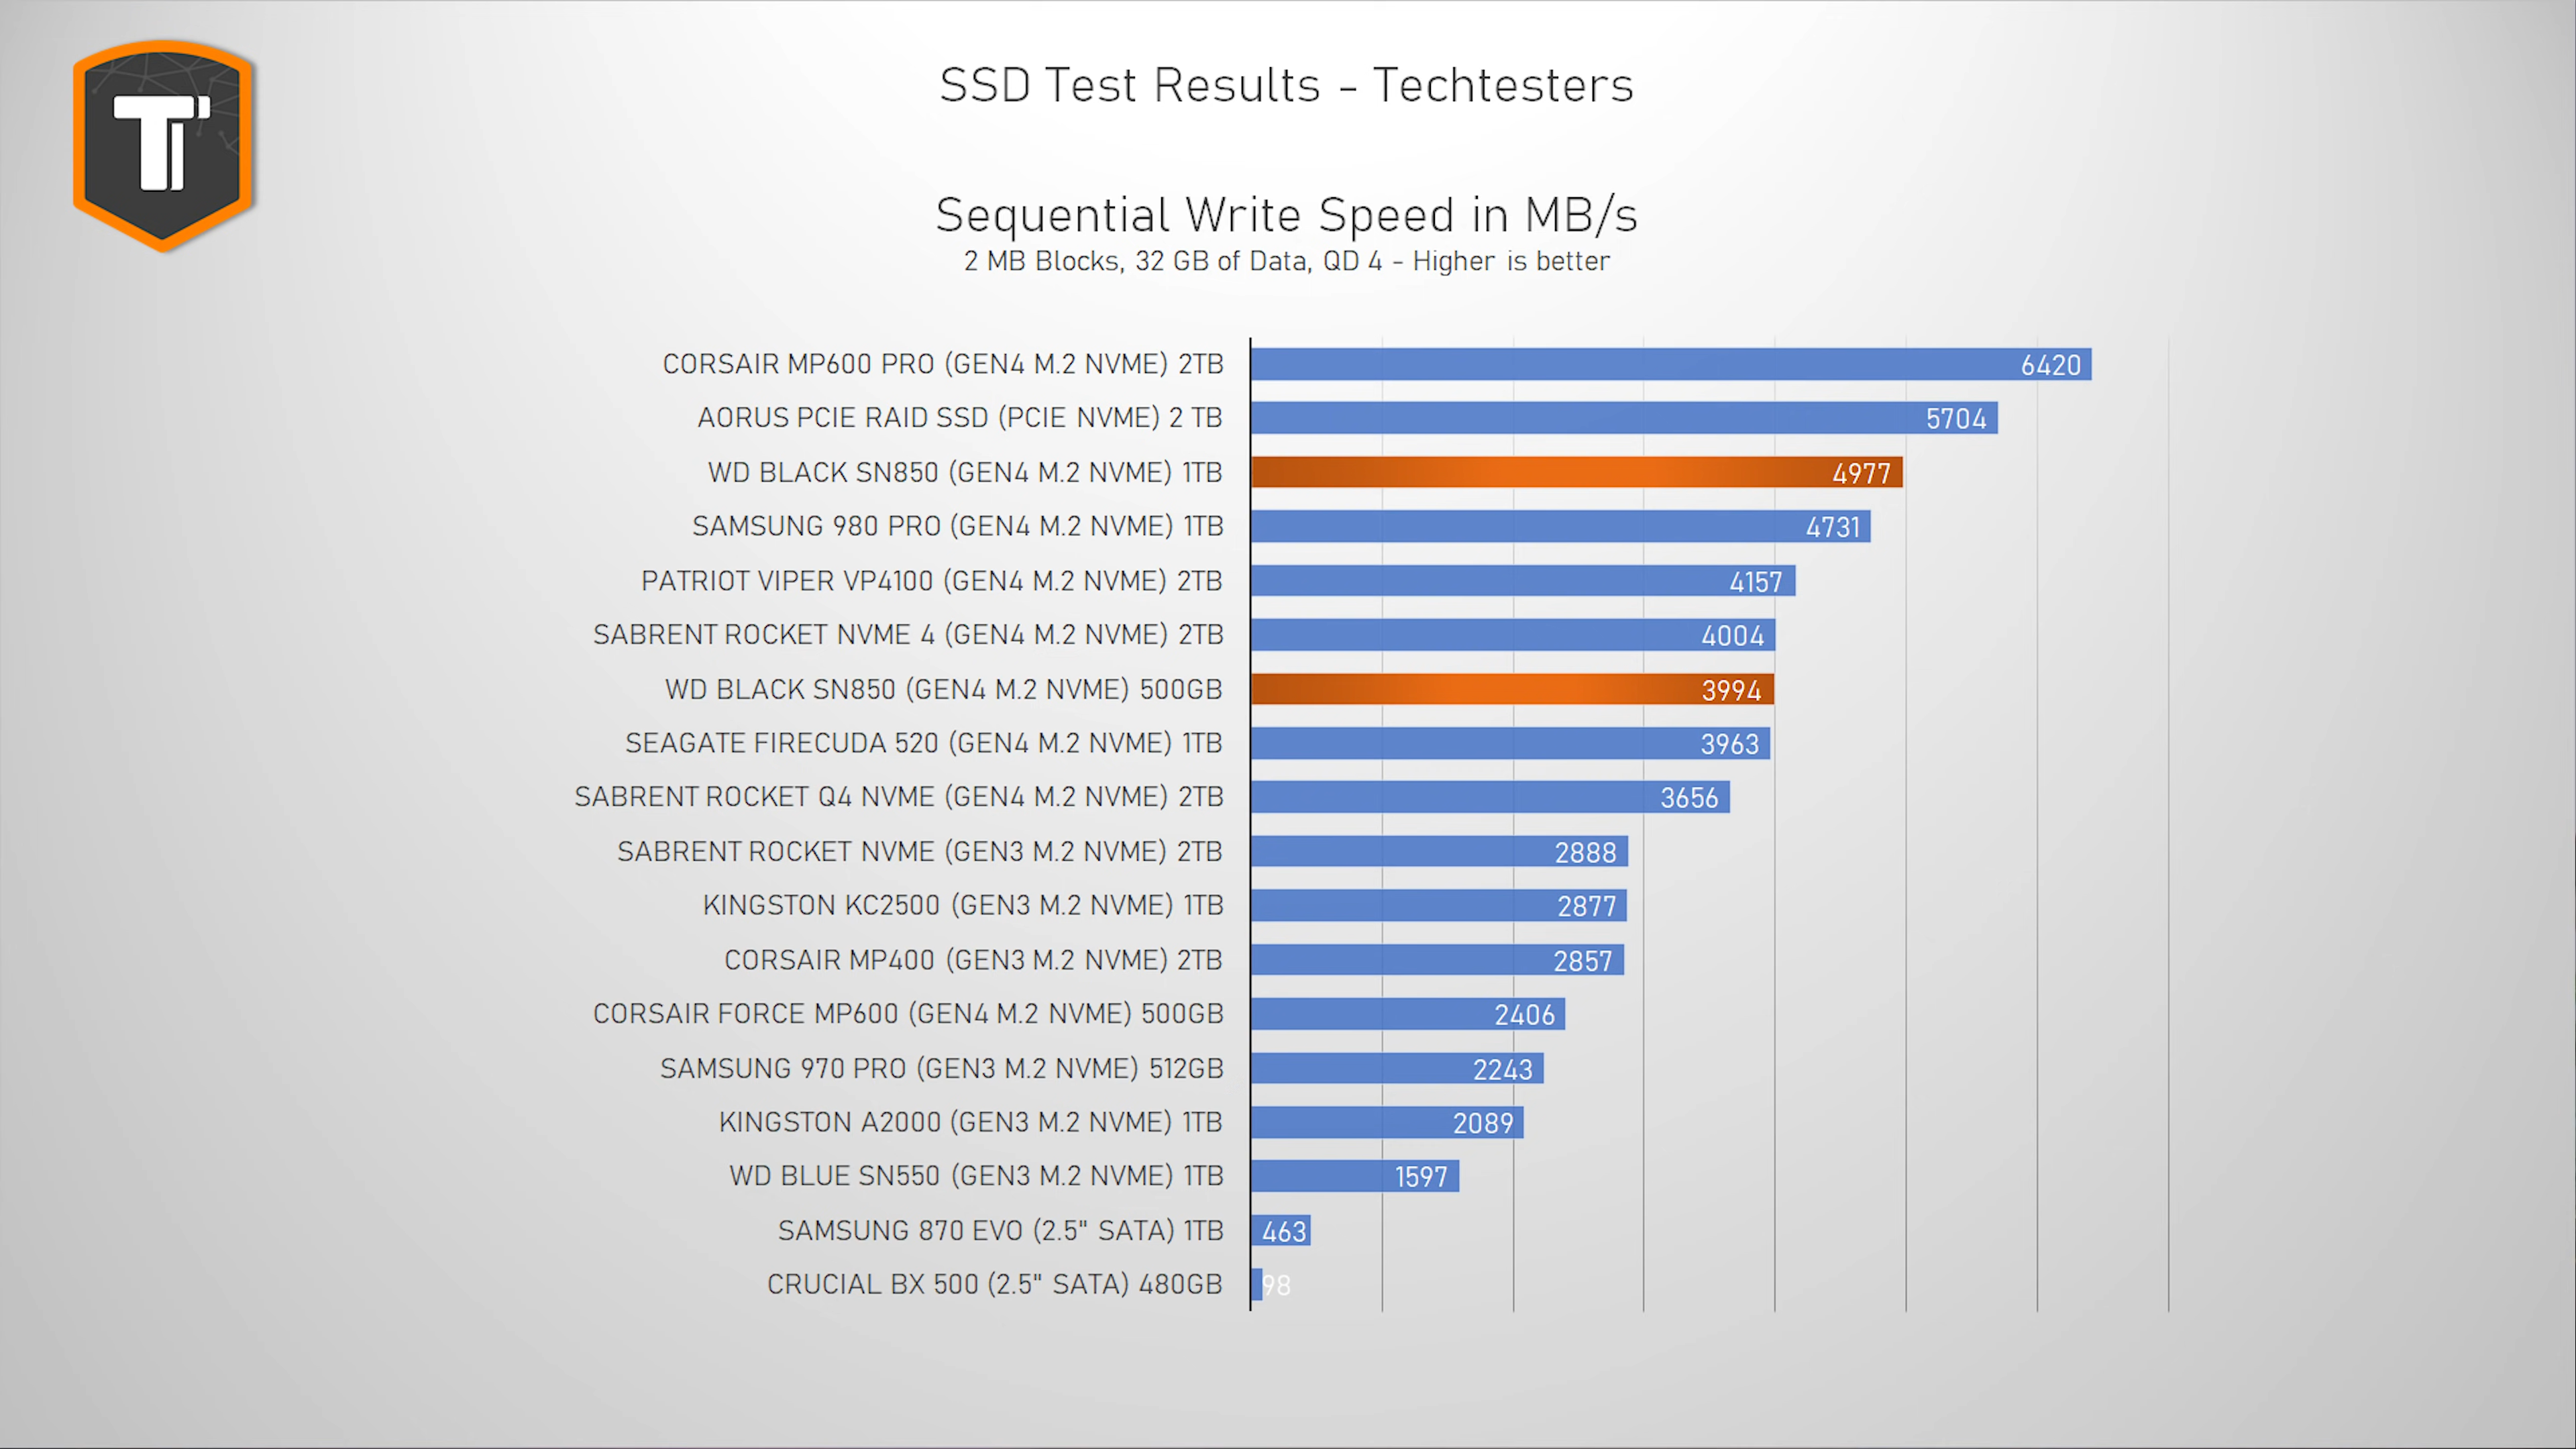 SSD Test Results - Techtesters
Sequential Write Speed in MB/s
2 MB Blocks, 32 GB of Data, QD 4 - Higher is better
CORSAIR MP600 PRO (GEN4 M.2 NVME) 2TB 6420
AORUS PCIE RAID SSD (PCIE NVME) 2 TB 5704
WD BLACK SN850 (GEN4 M.2 NVME) 1TB 4977
SAMSUNG 980 PRO (GEN4 M.2 NVME) 1TB 4731
PATRIOT VIPER VP4100 (GEN4 M.2 NVME) 2TB 4157
SABRENT ROCKET NVME 4 (GEN4 M.2 NVME) 2TB 4004
WD BLACK SN850 (GEN4 M.2 NVME) 500GB 3994
SEAGATE FIRECUDA 520 (GEN4 M.2 NVME) 1TB 3963
SABRENT ROCKET Q4 NVME (GEN4 M.2 NVME) 2TB 3656
SABRENT ROCKET NVME (GEN3 M.2 NVME) 2TB 2888
KINGSTON KC2500 (GEN3 M.2 NVME) 1TB 2877
CORSAIR MP400 (GEN3 M.2 NVME) 2TB 2857
CORSAIR FORCE MP600 (GEN4 M.2 NVME) 500GB 2406
SAMSUNG 970 PRO (GEN3 M.2 NVME) 512GB 2243
KINGSTON A2000 (GEN3 M.2 NVME) 1TB 2089
WD BLUE SN550 (GEN3 M.2 NVME) 1TB 1597
SAMSUNG 870 EVO (2.5" SATA) 1TB 463
CRUCIAL BX 500 (2.5" SATA) 480GB 98